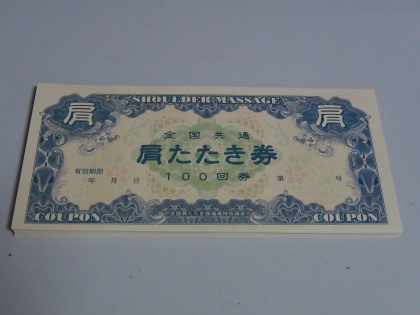 SHOULDER MASSAGE
肩 肩
全国共通
肩たたき券
100回券
有効期限
年 月 日 第 号
COUPON COUPON